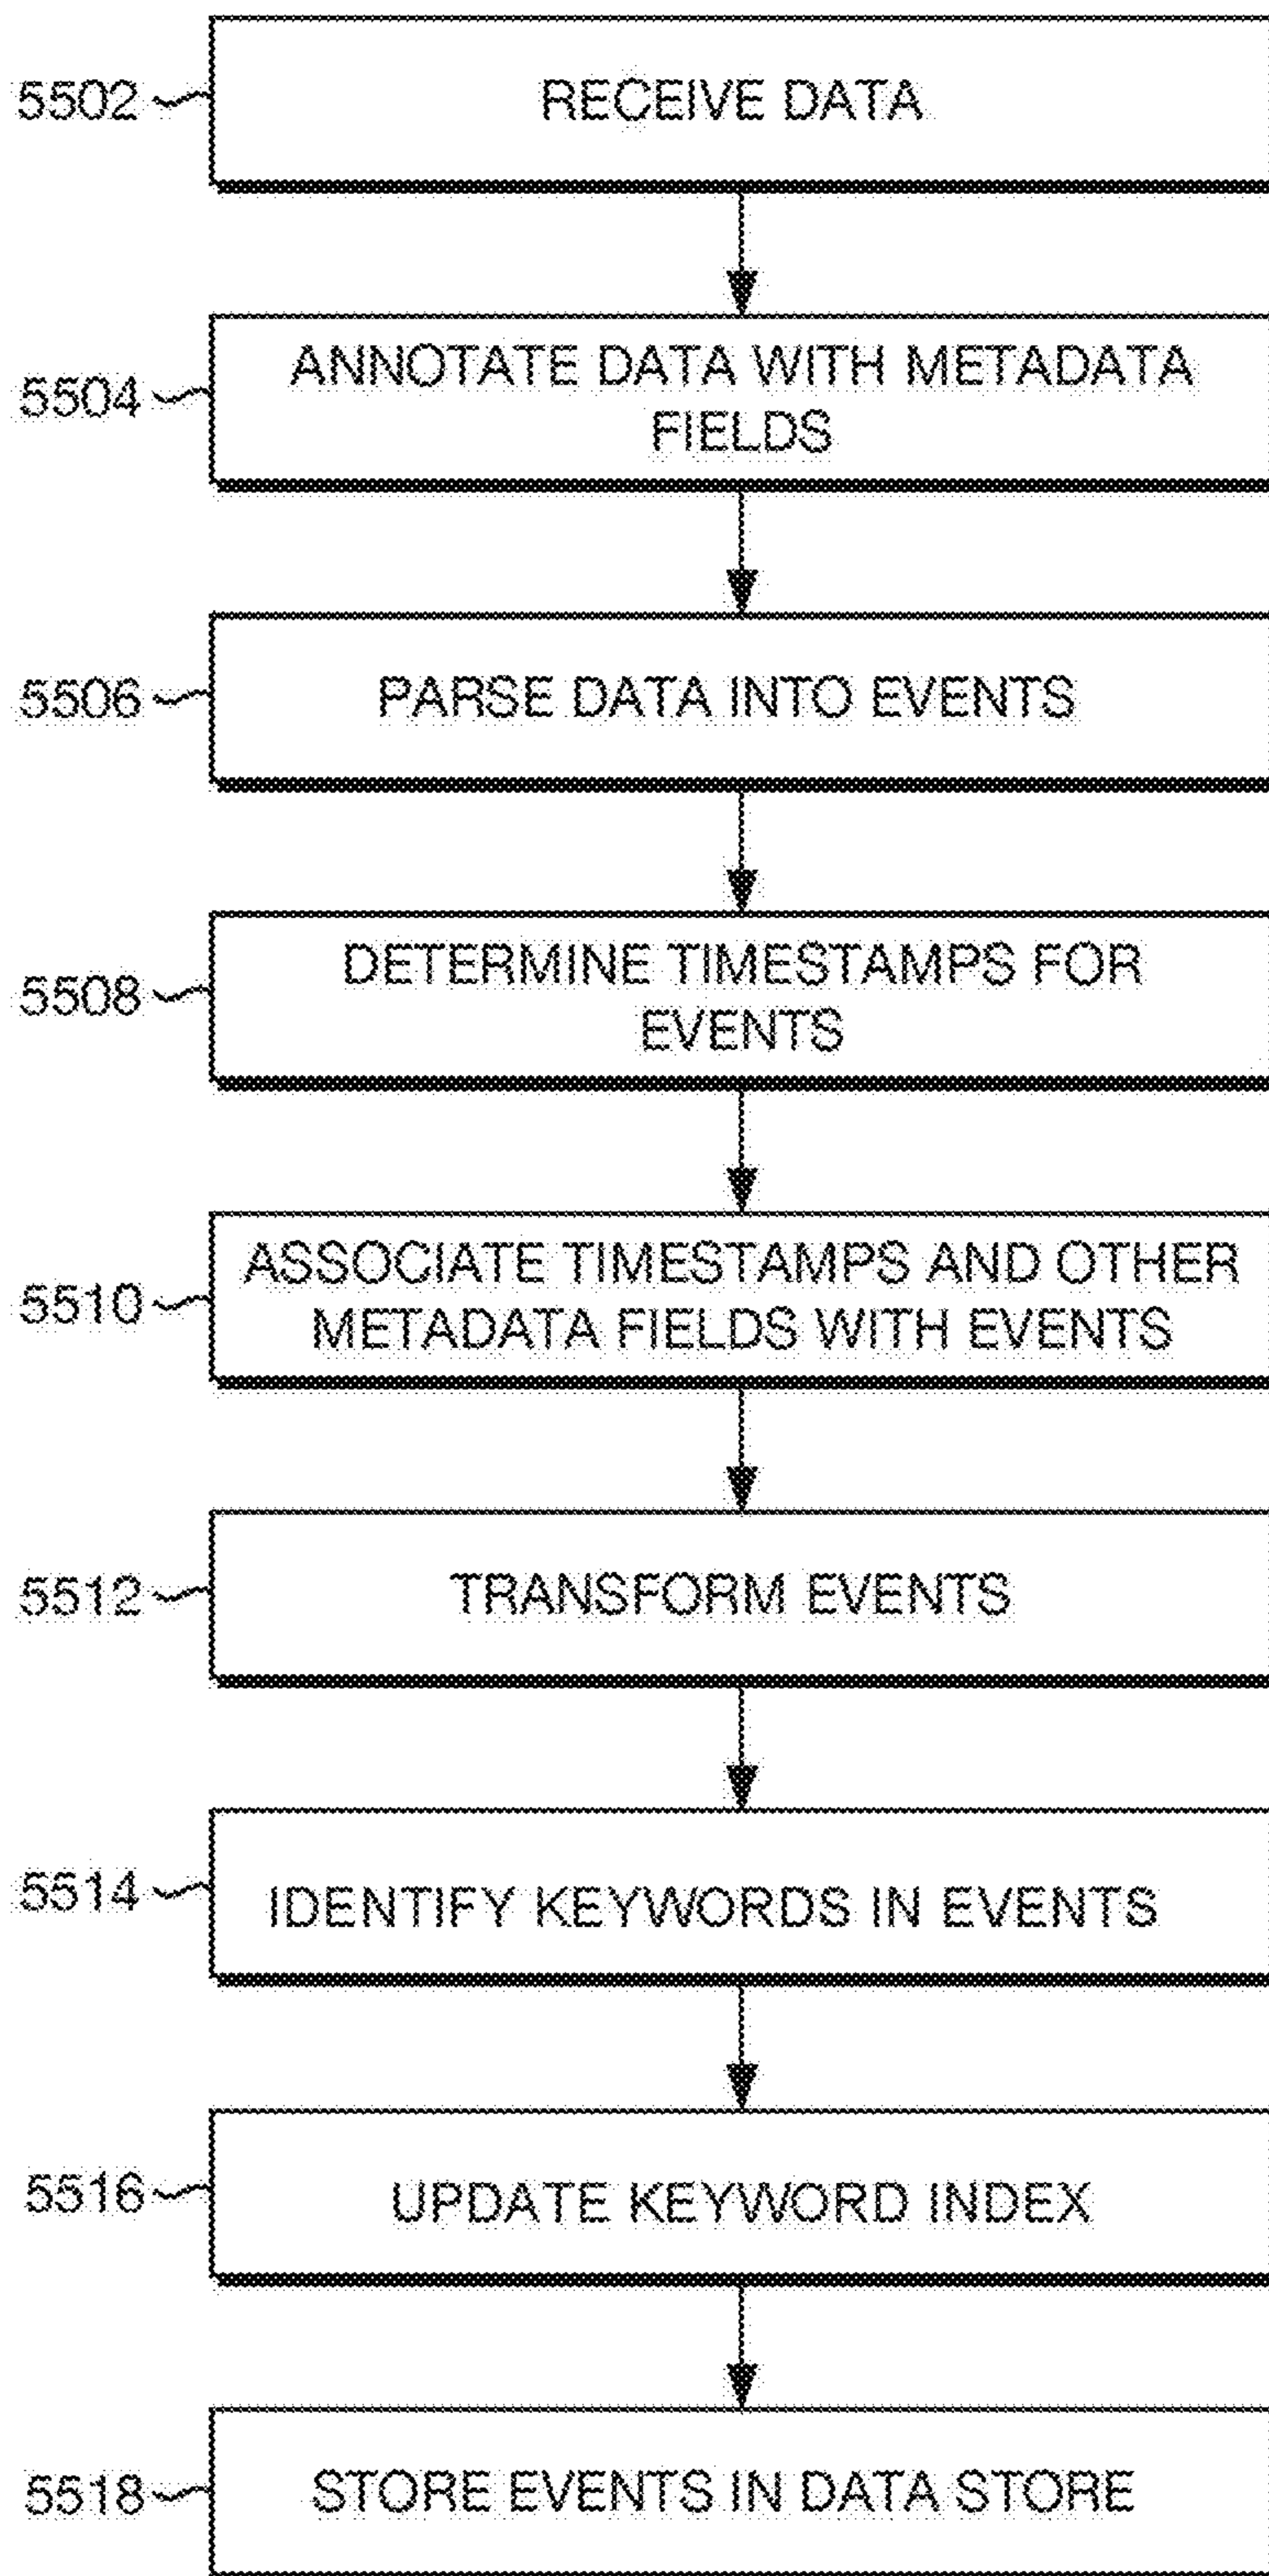 5502
RECEIVE DATA
5504
ANNOTATE DATA WITH METADATA
FIELDS
5506
PARSE DATA INTO EVENTS
5508
DETERMINE TIMESTAMPS FOR
EVENTS
5510
ASSOCIATE TIMESTAMPS AND OTHER
METADATA FIELDS WITH EVENTS
5512
TRANSFORM EVENTS
5514
IDENTIFY KEYWORDS IN EVENTS
5516
UPDATE KEYWORD INDEX
5518
STORE EVENTS IN DATA STORE